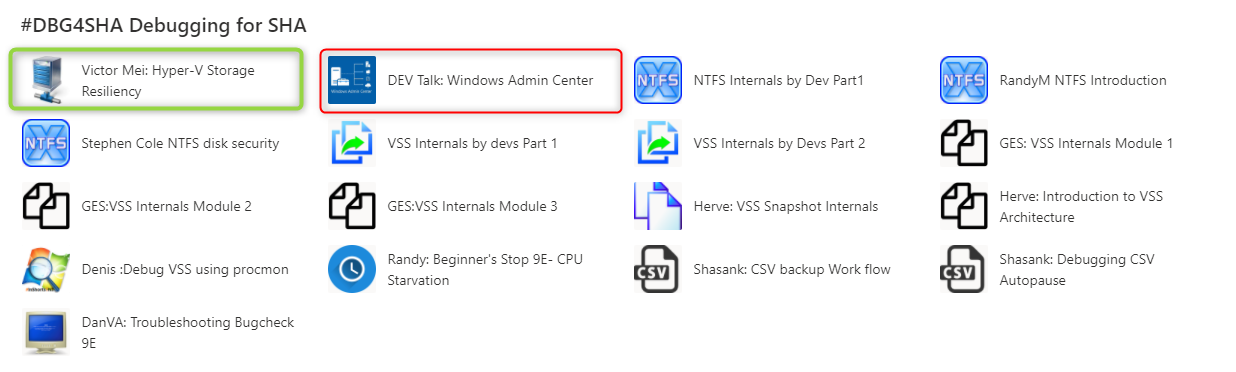 #DBG4SHA Debugging for SHA
Victor Mei: Hyper-V Storage
Resiliency
Windows Admin Center
DEV Talk: Windows Admin Center
NTFS
NTFS Internals by Dev Part1
NTFS
RandyM NTFS Introduction
NTFS
Stephen Cole NTFS disk security
VSS Internals by devs Part 1
VSS Internals by Devs Part 2
GES: VSS Internals Module 1
GES:VSS Internals Module 2
GES:VSS Internals Module 3
Herve: VSS Snapshot Internals
Herve: Introduction to VSS
Architecture
Denis :Debug VSS using procmon
Randy: Beginner's Stop 9E- CPU
Starvation
CSV
Shasank: CSV backup Work flow
CSV
Shasank: Debugging CSV
Autopause
DanVA: Troubleshooting Bugcheck
9E